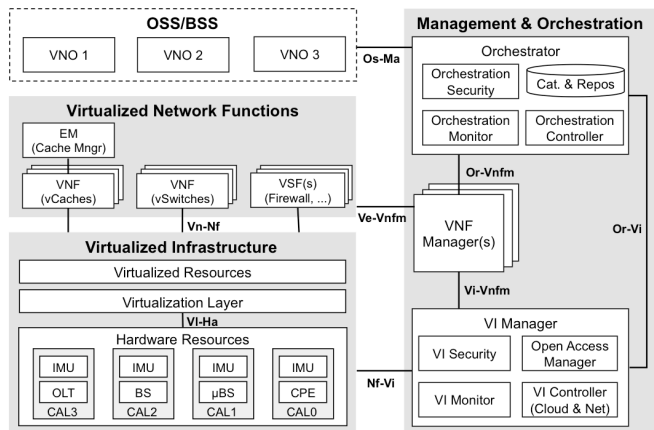 OSS/BSS
VNO 1
VNO 2
VNO 3
Os-Ma
Management & Orchestration
Orchestrator
Orchestration
Security
Cat. & Repos
Orchestration
Monitor
Orchestration
Controller
Virtualized Network Functions
EM
(Cache Mngr)
VNF
(vCaches)
VNF
(vSwitches)
VSF(s)
(Firewall, ...)
Or-Vnfm
Ve-Vnfm
VNF
Manager(s)
Or-Vi
Vn-Nf
Virtualized Infrastructure
Virtualized Resources
Virtualization Layer
Vl-Ha
Hardware Resources
IMU
OLT
CAL3
IMU
BS
CAL2
IMU
µBS
CAL1
IMU
CPE
CAL0
Vi-Vnfm
Nf-Vi
VI Manager
VI Security
Open Access
Manager
VI Monitor
VI Controller
(Cloud & Net)